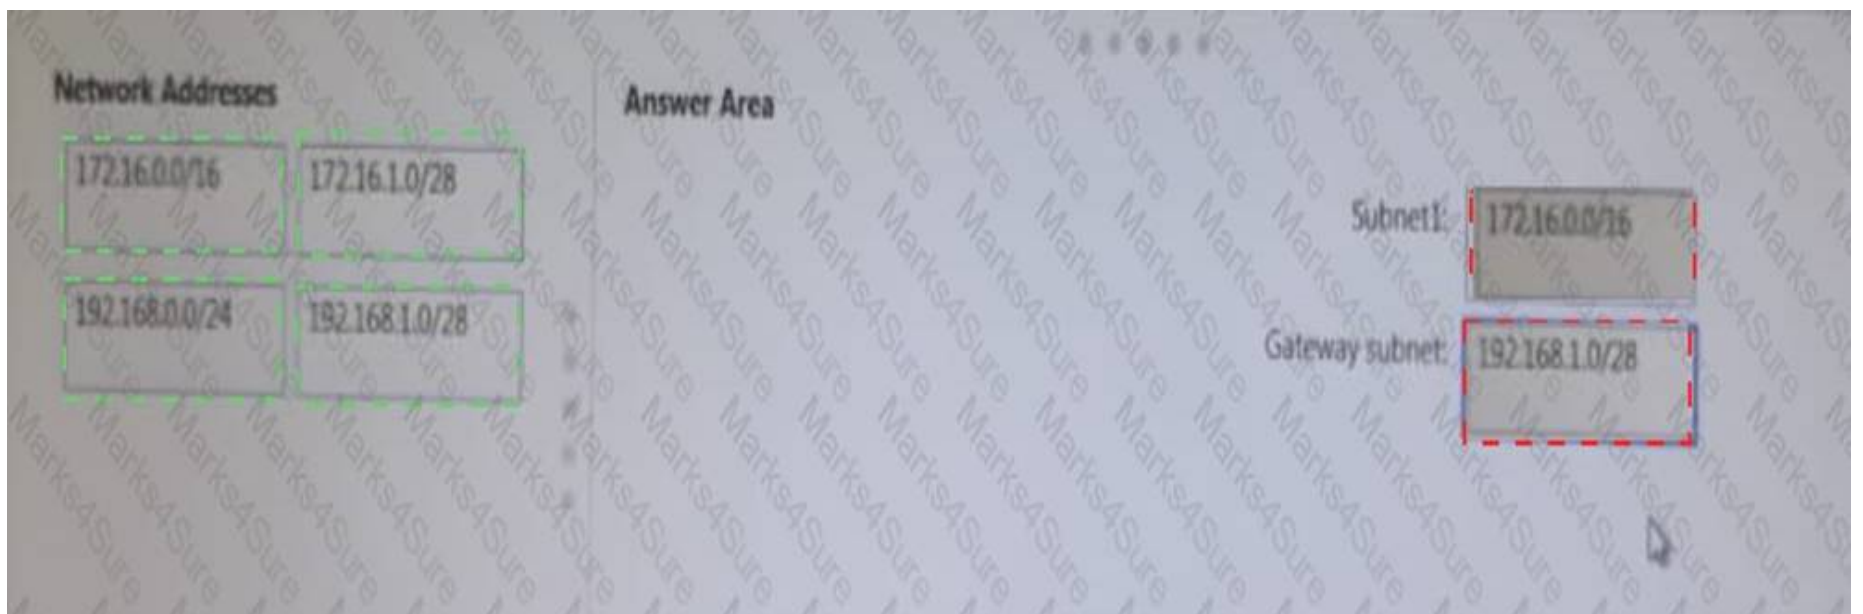 Network Addresses
172.16.0.0/16
172.16.1.0/28
192.168.0.0/24
192.168.1.0/28
Answer Area
Subnet1:
172.16.0.0/16
Gateway subnet:
192.168.1.0/28
Marks4Sure